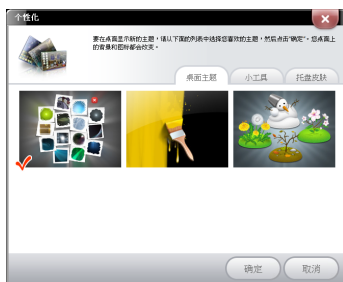 个性化
要在桌面显示新的主题，请从下面的列表中选择您喜欢的主题，然后点击"确定"。您桌面上
的背景和图标都会改变。
桌面主题 小工具 托盘皮肤
确定 取消